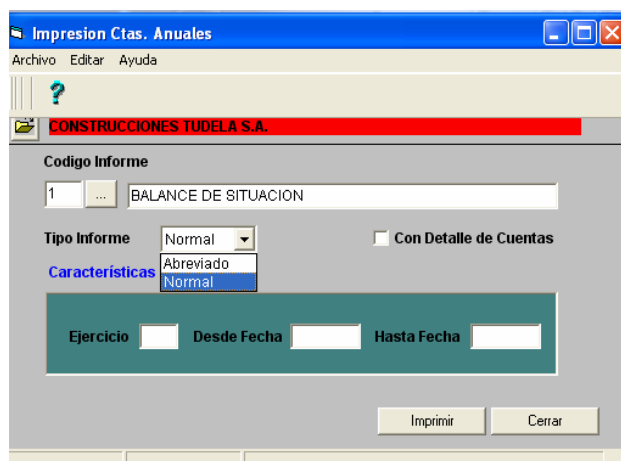 Impresion Ctas. Anuales
Archivo Editar Ayuda
?
CONSTRUCCIONES TUDELA S.A.
Codigo Informe
1 ... BALANCE DE SITUACION
Tipo Informe Normal Con Detalle de Cuentas
Abreviado
Características
Normal
Ejercicio Desde Fecha Hasta Fecha
Imprimir Cerrar